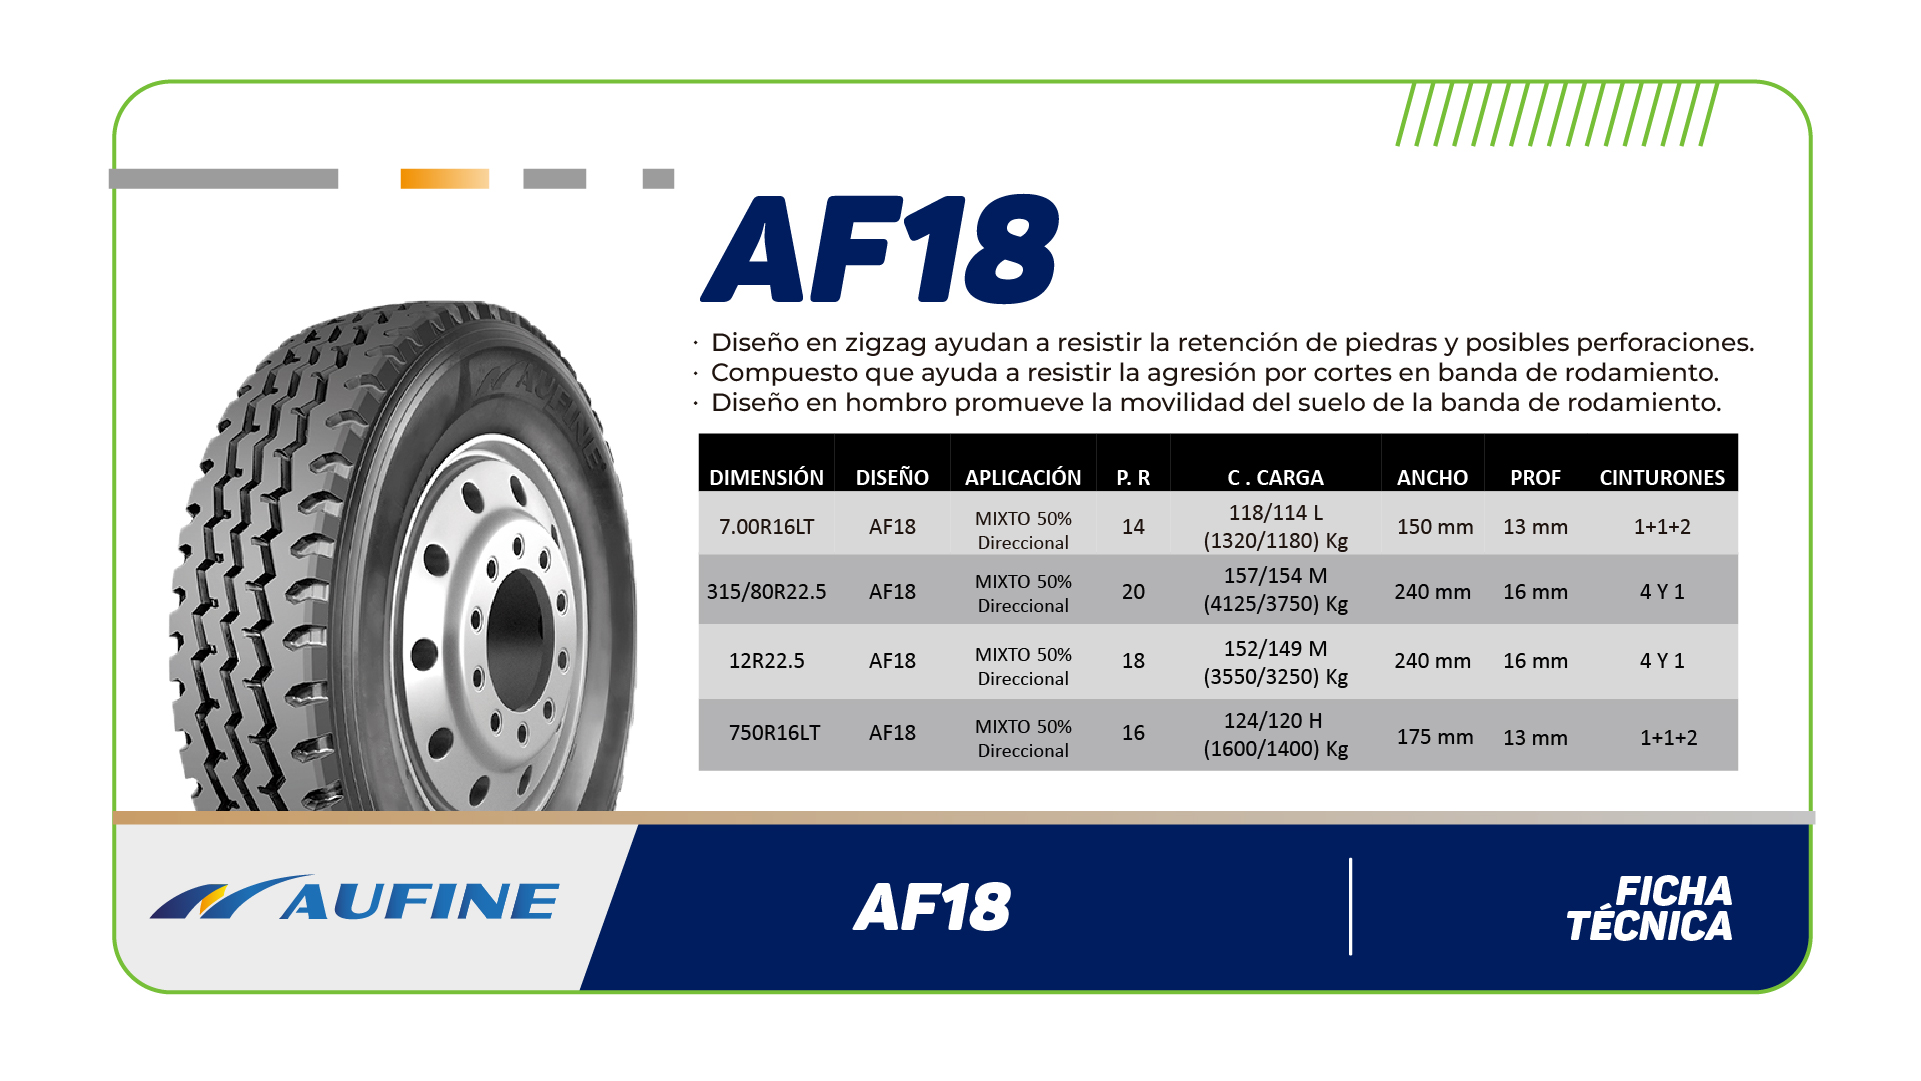 AF18
· Diseño en zigzag ayudan a resistir la retención de piedras y posibles perforaciones.
· Compuesto que ayuda a resistir la agresión por cortes en banda de rodamiento.
· Diseño en hombro promueve la movilidad del suelo de la banda de rodamiento.
DIMENSIÓN DISEÑO APLICACIÓN P. R C . CARGA ANCHO PROF CINTURONES
7.00R16LT AF18 MIXTO 50% Direccional 14 118/114 L (1320/1180) Kg 150 mm 13 mm 1+1+2
315/80R22.5 AF18 MIXTO 50% Direccional 20 157/154 M (4125/3750) Kg 240 mm 16 mm 4 Y 1
12R22.5 AF18 MIXTO 50% Direccional 18 152/149 M (3550/3250) Kg 240 mm 16 mm 4 Y 1
750R16LT AF18 MIXTO 50% Direccional 16 124/120 H (1600/1400) Kg 175 mm 13 mm 1+1+2
AUFINE
AUFINE
AF18
FICHA
TÉCNICA